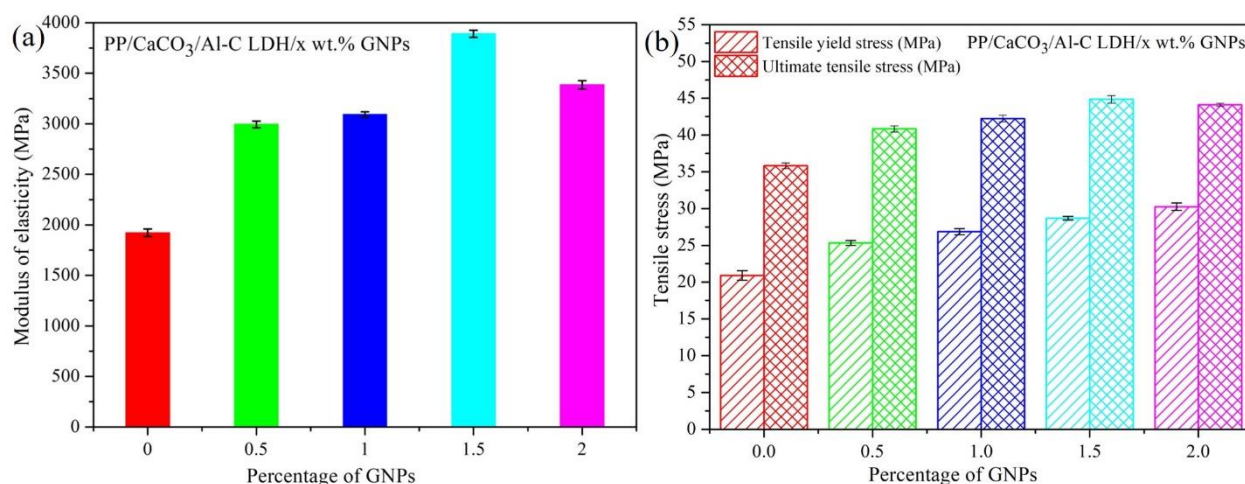 (a)
PP/CaCO3/Al-C LDH/x wt.% GNPs
Modulus of elasticity (MPa)
4000
3500
3000
2500
2000
1500
1000
500
0
0 0.5 1 1.5 2
Percentage of GNPs
(b)
Tensile yield stress (MPa) PP/CaCO3/Al-C LDH/x wt.% GNPs
Ultimate tensile stress (MPa)
Tensile stress (MPa)
55
50
45
40
35
30
25
20
15
10
5
0
0.0 0.5 1.0 1.5 2.0
Percentage of GNPs